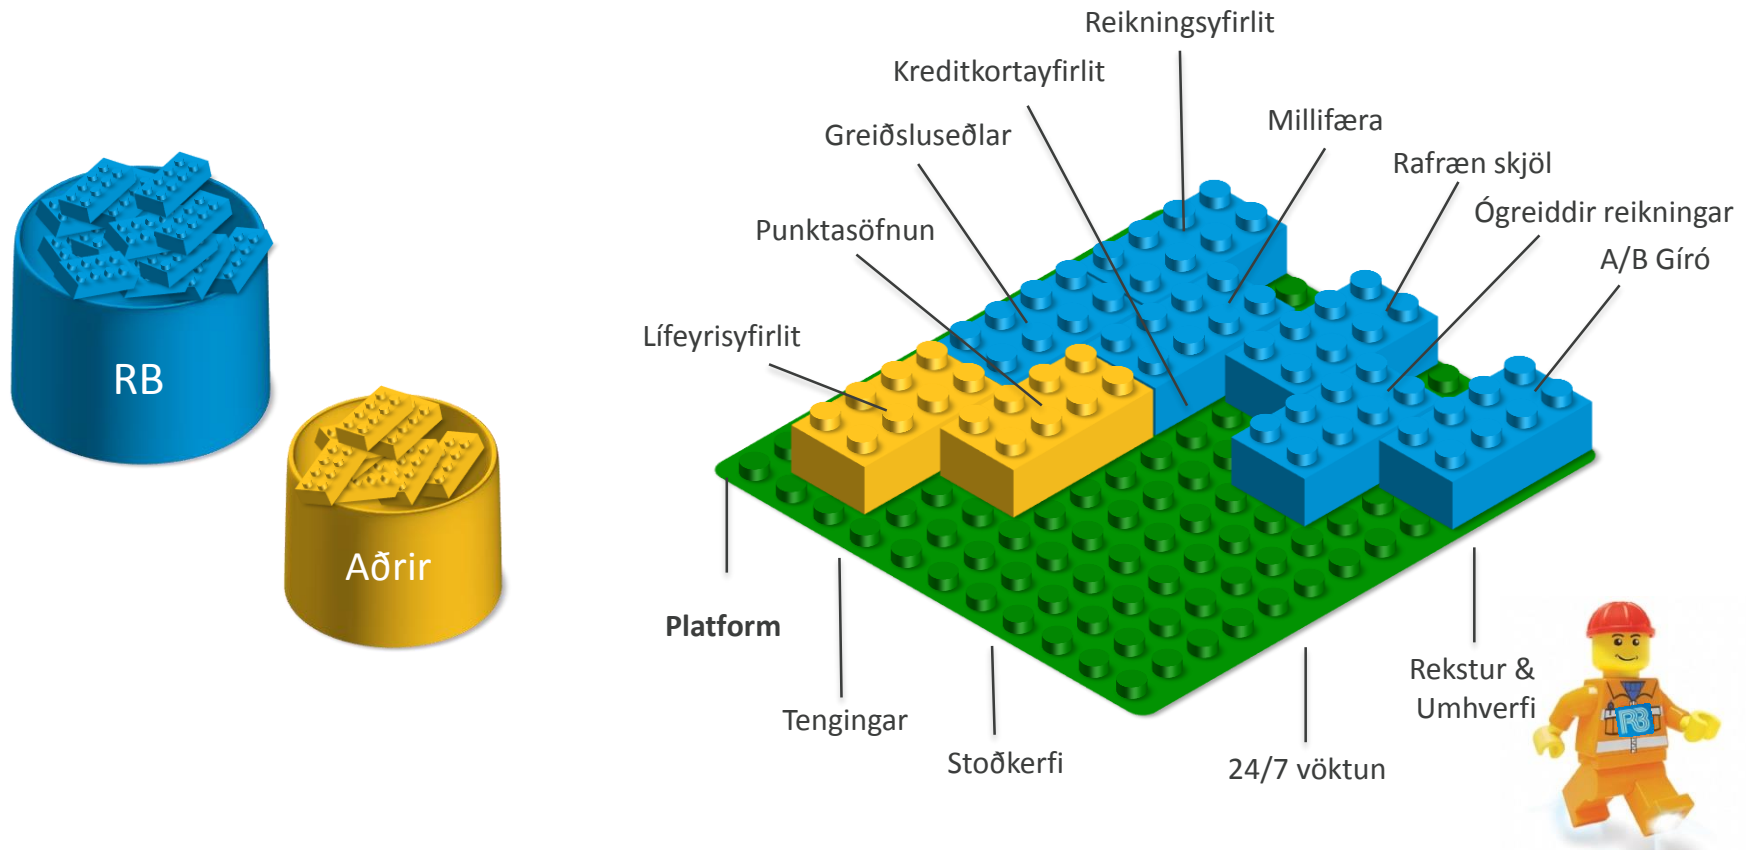 Reikningsyfirlit
Kreditkortayfirlit
Greiðsluseðlar
Millifæra
Rafræn skjöl
Punktasöfnun
Ógreiddir reikningar
A/B Gíró
Lífeyrisyfirlit
RB
Aðrir
Platform
Tengingar
Stoðkerfi
24/7 vöktun
Rekstur &
Umhverfi
RB